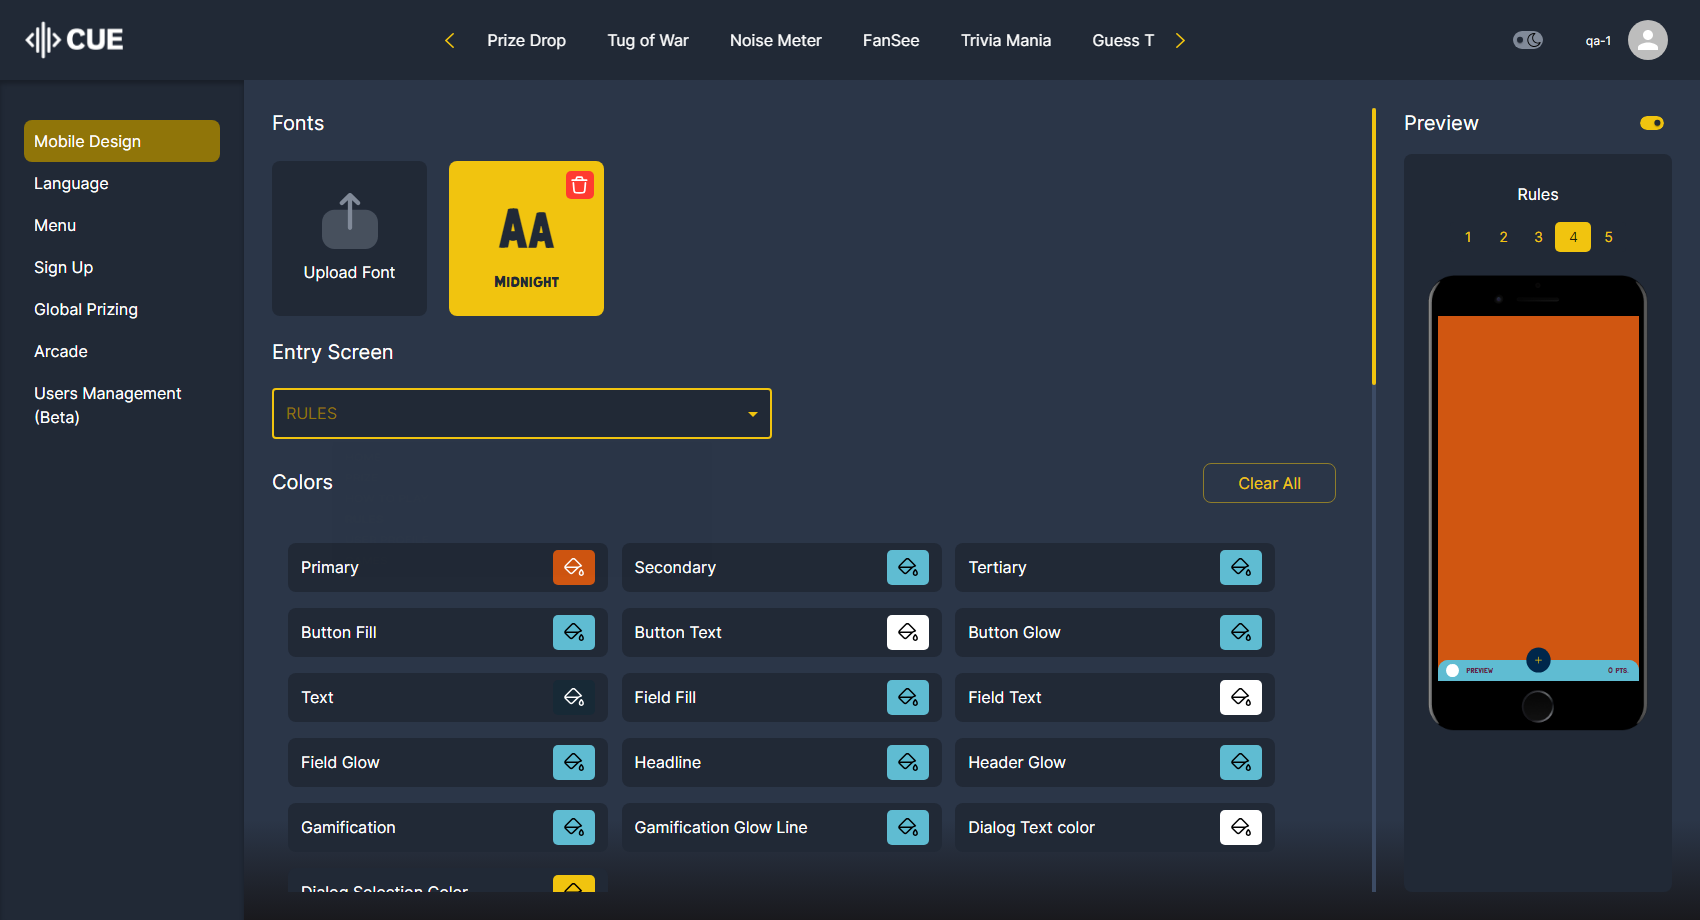 CUE
Prize Drop
Tug of War
Noise Meter
FanSee
Trivia Mania
Guess T
qa-1
Mobile Design
Language
Menu
Sign Up
Global Prizing
Arcade
Users Management
(Beta)
Fonts
Upload Font
AA
MIDNIGHT
Entry Screen
RULES
Colors
Clear All
Primary
Secondary
Tertiary
Button Fill
Button Text
Button Glow
Text
Field Fill
Field Text
Field Glow
Headline
Header Glow
Gamification
Gamification Glow Line
Dialog Text color
Dialog Selection Color
Preview
Rules
1 2 3 4 5
PREVIEW
+
0 PTS